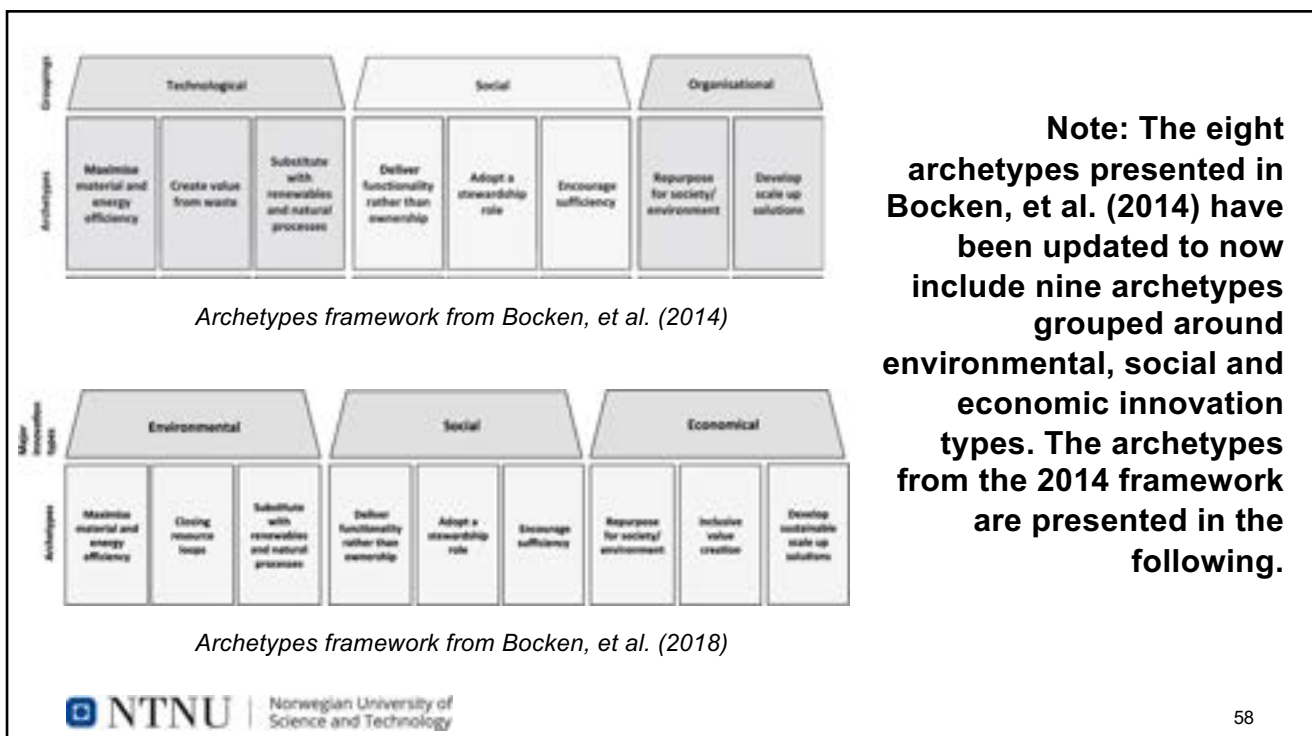 Groupings
Technological
Social
Organisational
Archetypes
Maximise
material and
energy
efficiency
Create value
from waste
Substitute
with
renewables
and natural
processes
Deliver
functionality
rather than
ownership
Adopt a
stewardship
role
Encourage
sufficiency
Repurpose
for society/
environment
Develop
scale up
solutions
Archetypes framework from Bocken, et al. (2014)
Major
innovation
types
Environmental
Social
Economical
Archetypes
Maximise
material and
energy
efficiency
Closing
resource
loops
Substitute
with
renewables
and natural
processes
Deliver
functionality
rather than
ownership
Adopt a
stewardship
role
Encourage
sufficiency
Repurpose
for society/
environment
Inclusive
value
creation
Develop
sustainable
scale up
solutions
Archetypes framework from Bocken, et al. (2018)
Note: The eight
archetypes presented in
Bocken, et al. (2014) have
been updated to now
include nine archetypes
grouped around
environmental, social and
economic innovation
types. The archetypes
from the 2014 framework
are presented in the
following.
NTNU
Norwegian University of
Science and Technology
58